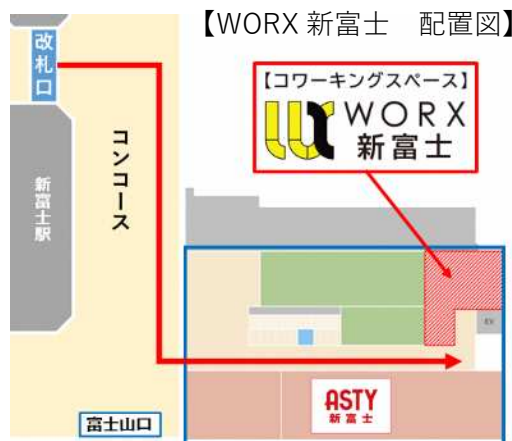 【WORX 新富士　配置図】
改札口
【コワーキングスペース】
WORX
新富士
コンコース
新富士駅
EV
ASTY
新富士
富士山口